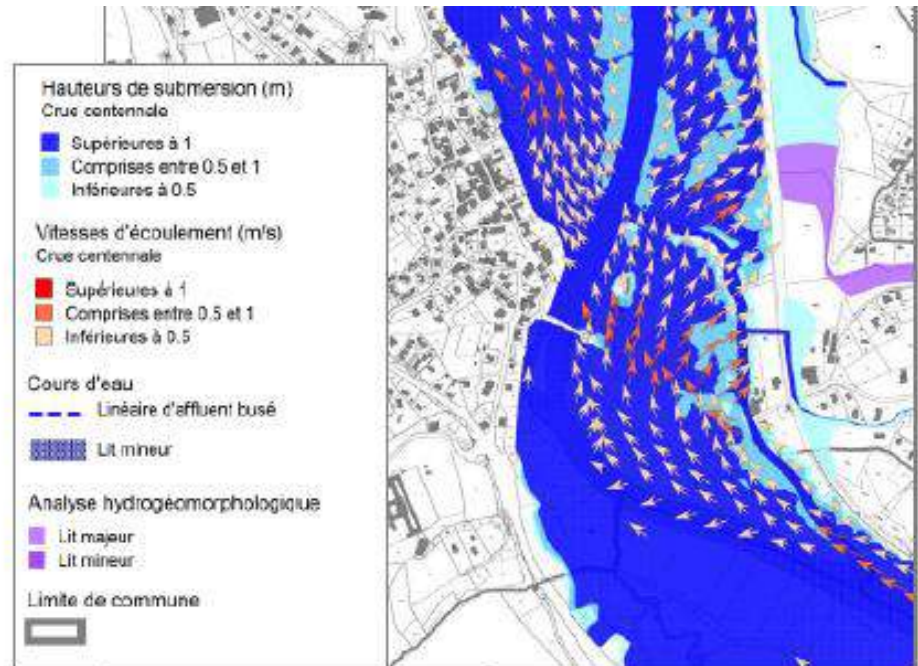 Hauteurs de submersion (m)
Crue centennale
Supérieures à 1
Comprises entre 0.5 et 1
Inférieures à 0.5
Vitesses d'écoulement (m/s)
Crue centennale
Supérieures à 1
Comprises entre 0.5 et 1
Inférieures à 0.5
Cours d'eau
Linéaire d'affluent busé
Lit mineur
Analyse hydrogéomorphologique
Lit majeur
Lit mineur
Limite de commune